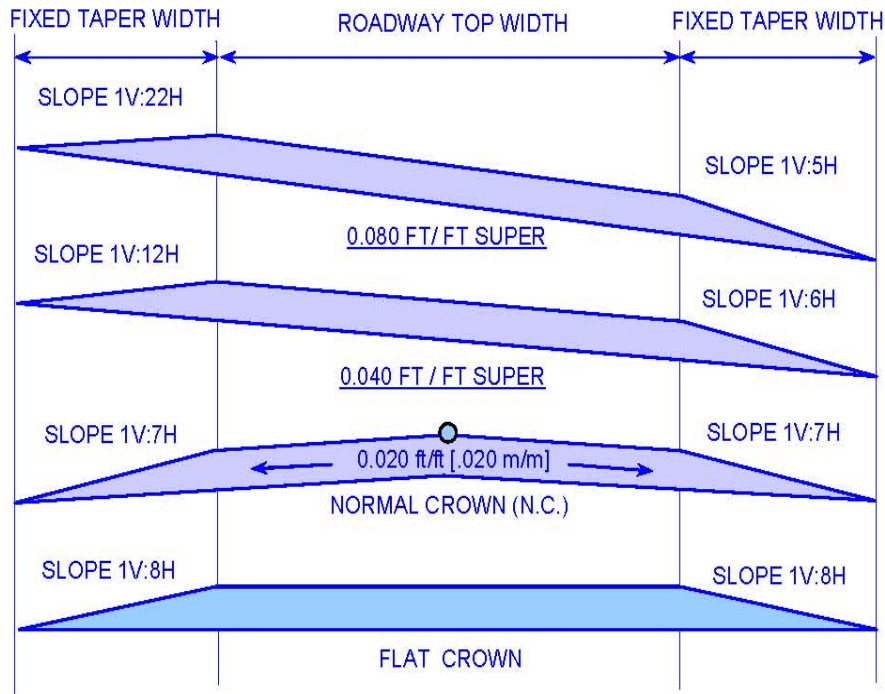 FIXED TAPER WIDTH
ROADWAY TOP WIDTH
FIXED TAPER WIDTH
SLOPE 1V:22H
SLOPE 1V:5H
0.080 FT/ FT SUPER
SLOPE 1V:12H
SLOPE 1V:6H
0.040 FT / FT SUPER
SLOPE 1V:7H
SLOPE 1V:7H
0.020 ft/ft [.020 m/m]
NORMAL CROWN (N.C.)
SLOPE 1V:8H
SLOPE 1V:8H
FLAT CROWN